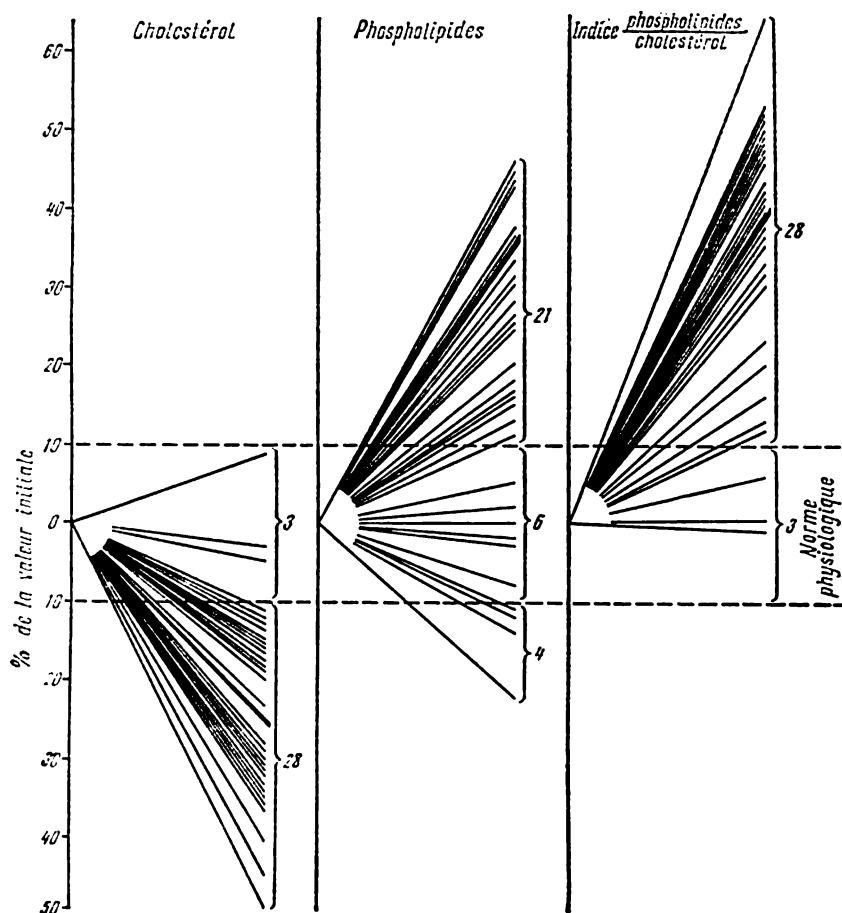 Cholestérol
Phospholipides
Indice phospholipides
cholestérol
60
50
40
30
20
10
0
10
20
30
40
50
% de la valeur initiale
3
28
21
6
4
28
3
Norme
physiologique